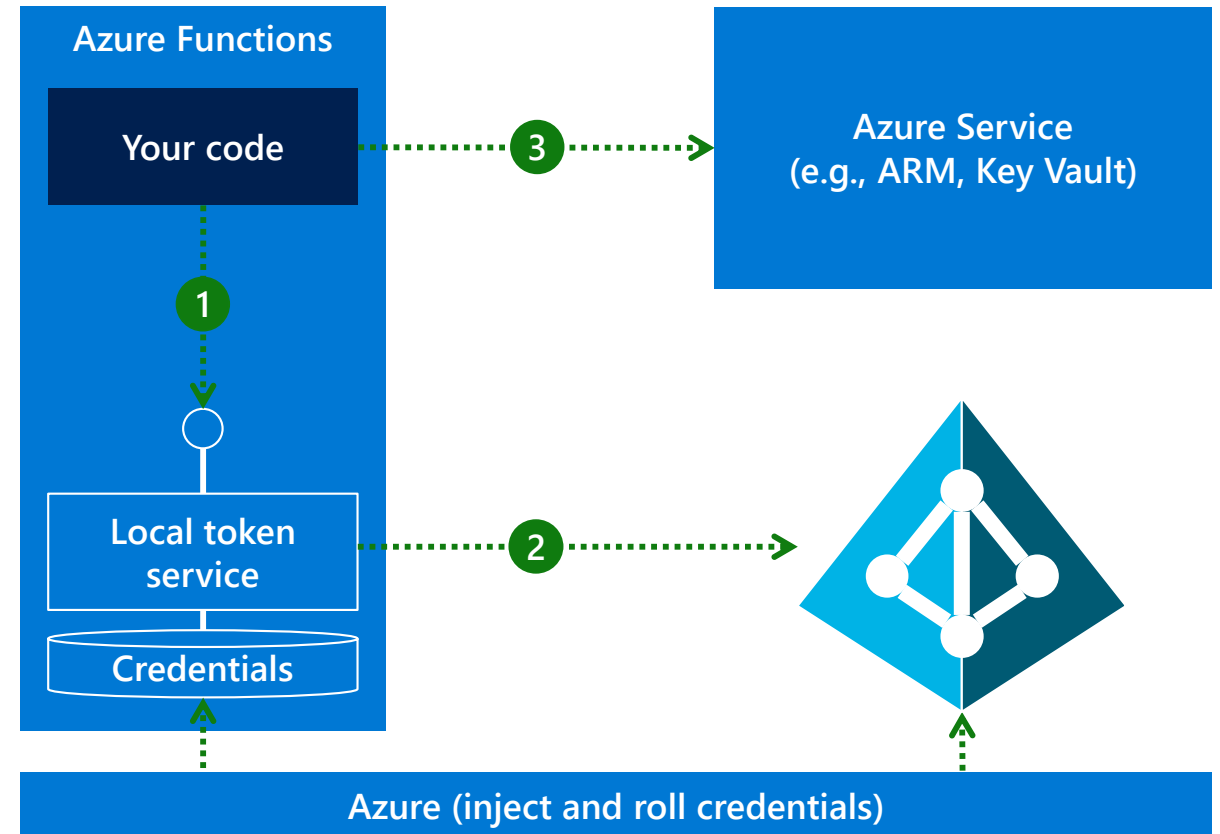 Azure Functions
Your code
3
Azure Service
(e.g., ARM, Key Vault)
1
Local token
service
2
Credentials
Azure (inject and roll credentials)